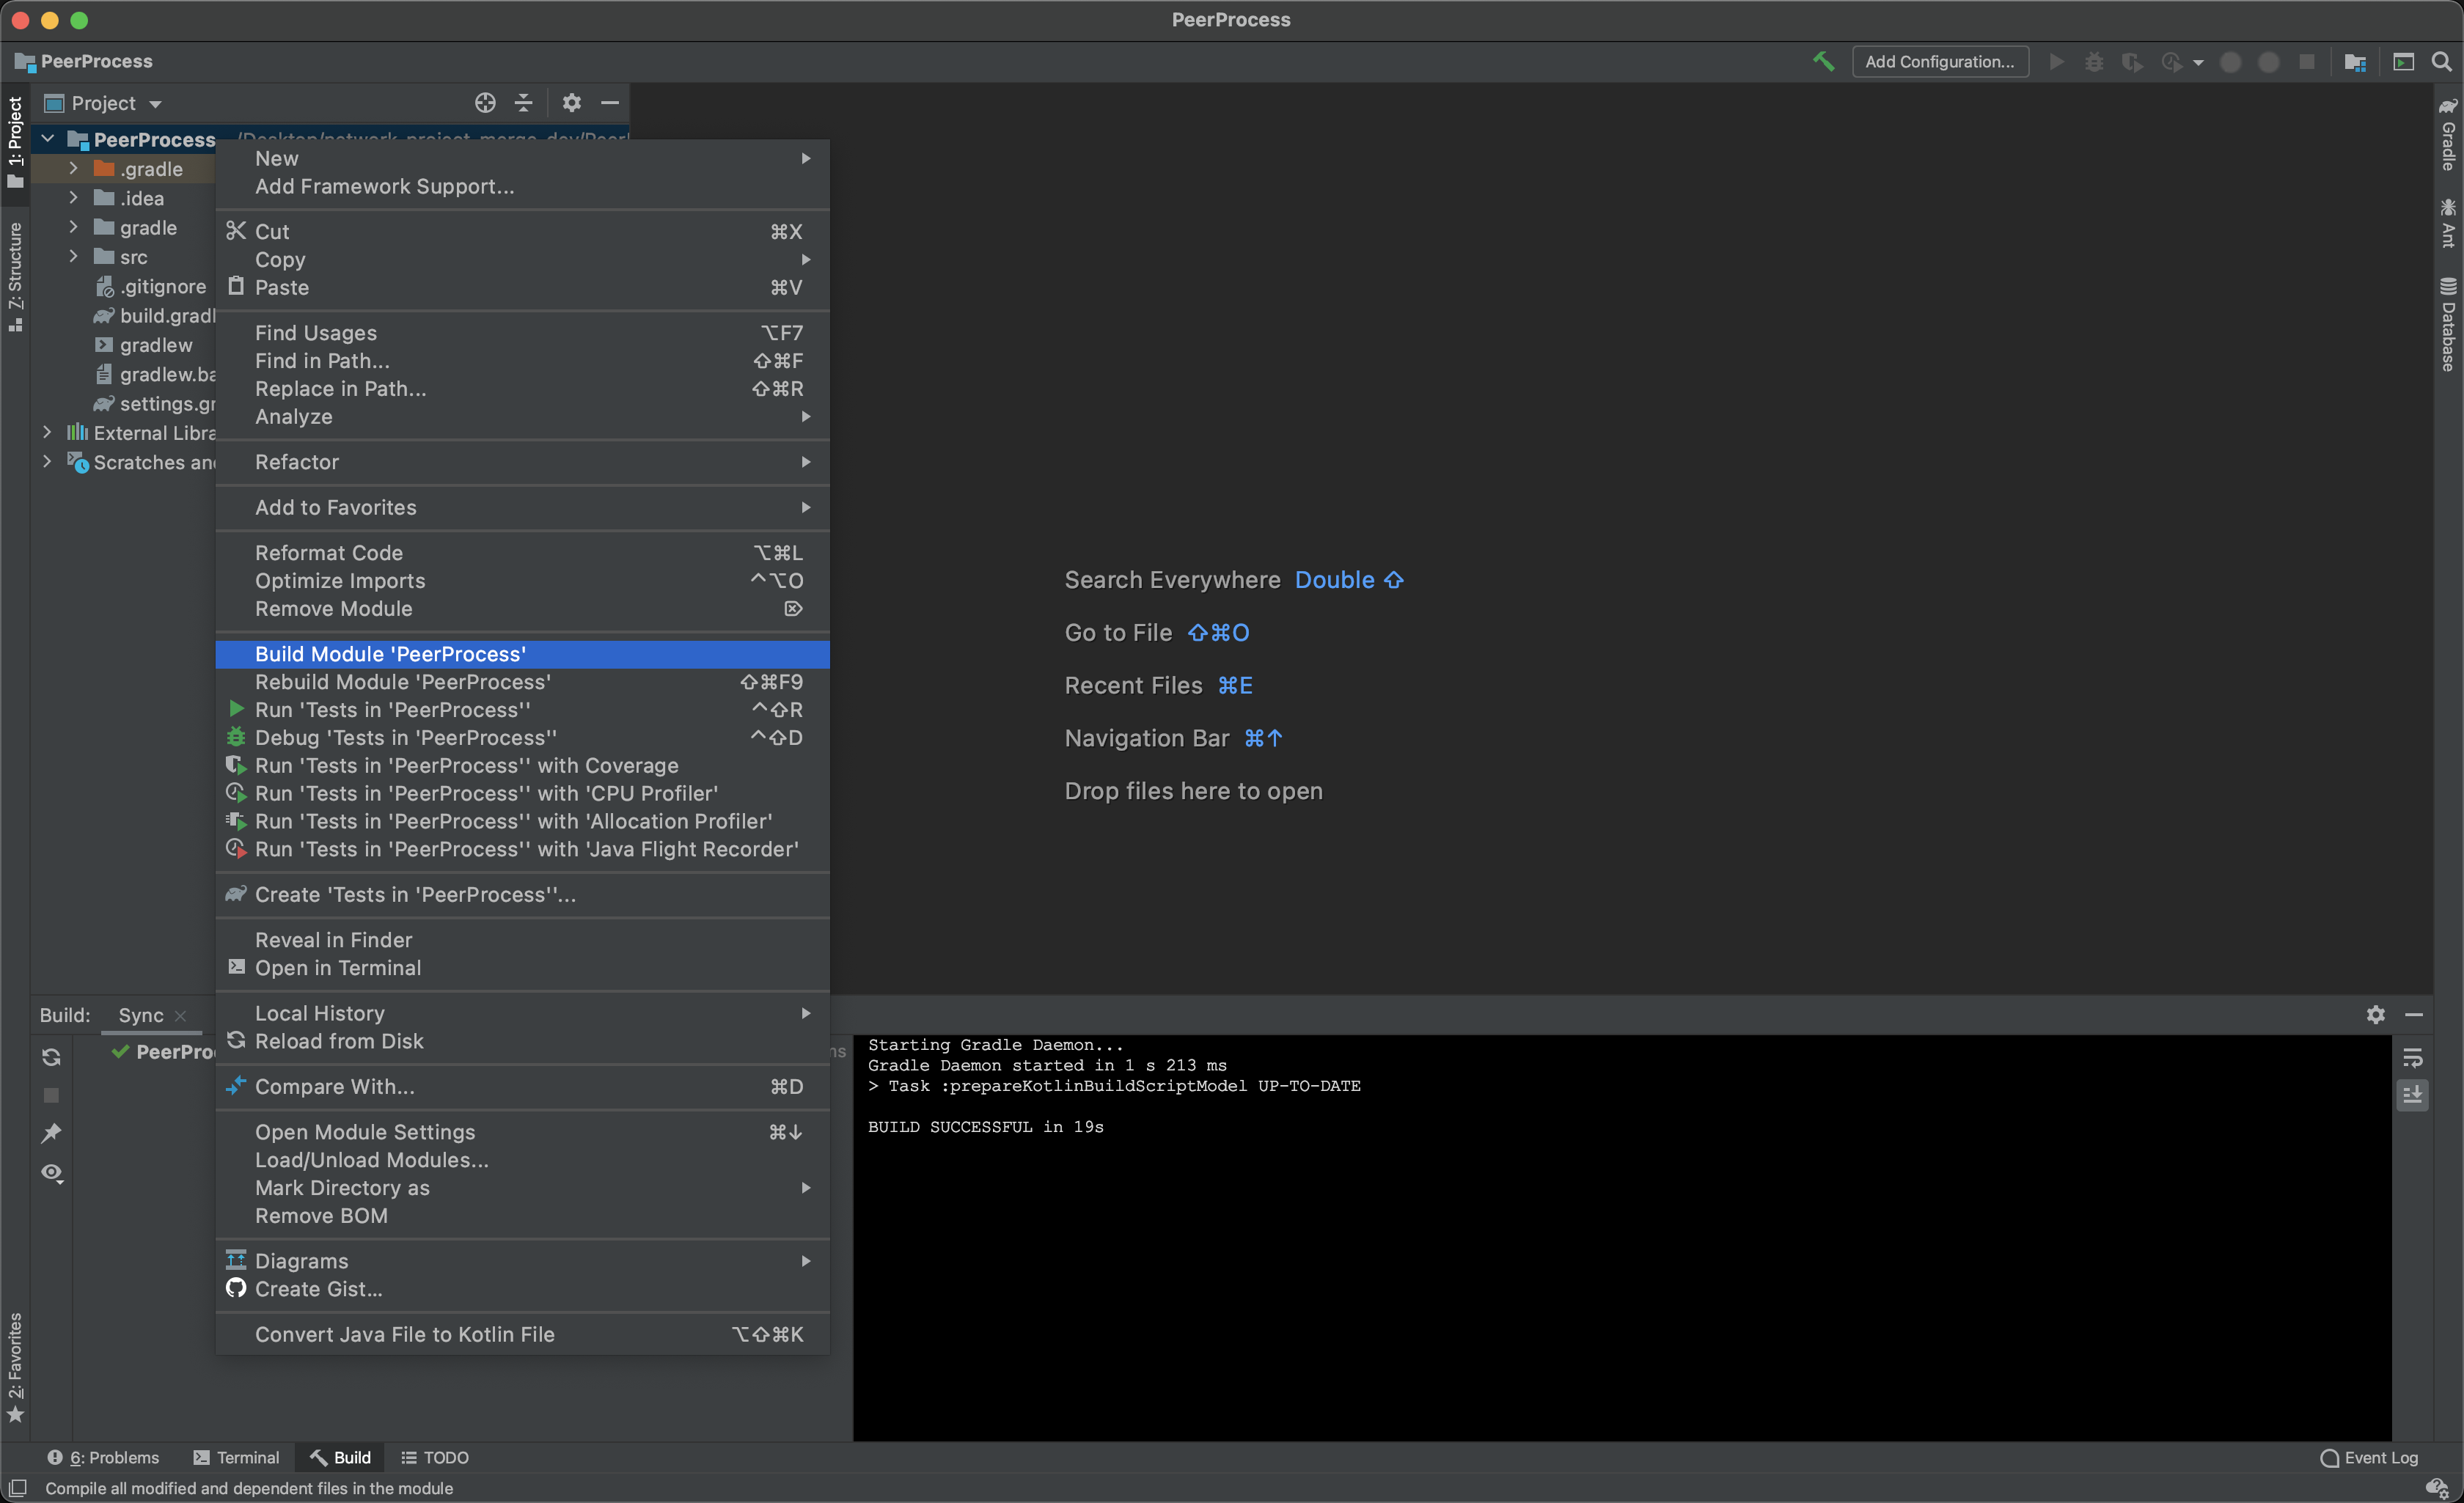 PeerProcess
PeerProcess
Add Configuration...
Project
PeerProcess
.gradle
.idea
gradle
src
.gitignore
build.gradl
gradlew
gradlew.ba
settings.gr
External Libra
Scratches an
1: Project
Z: Structure
2: Favorites
New
Add Framework Support...
Cut ⌘X
Copy
Paste ⌘V
Find Usages ⌥F7
Find in Path... ⇧⌘F
Replace in Path... ⇧⌘R
Analyze
Refactor
Add to Favorites
Reformat Code ⌥⌘L
Optimize Imports ^⌥O
Remove Module ⌦
Build Module 'PeerProcess'
Rebuild Module 'PeerProcess' ⇧⌘F9
Run 'Tests in 'PeerProcess'' ^⇧R
Debug 'Tests in 'PeerProcess'' ^⇧D
Run 'Tests in 'PeerProcess'' with Coverage
Run 'Tests in 'PeerProcess'' with 'CPU Profiler'
Run 'Tests in 'PeerProcess'' with 'Allocation Profiler'
Run 'Tests in 'PeerProcess'' with 'Java Flight Recorder'
Create 'Tests in 'PeerProcess''...
Reveal in Finder
Open in Terminal
Local History
Reload from Disk
Compare With... ⌘D
Open Module Settings ⌘↓
Load/Unload Modules...
Mark Directory as
Remove BOM
Diagrams
Create Gist...
Convert Java File to Kotlin File ⌥⇧⌘K
Search Everywhere Double ⇧
Go to File ⇧⌘O
Recent Files ⌘E
Navigation Bar ⌘↑
Drop files here to open
Gradle
Ant
Database
Build: Sync
PeerPro
ms
Starting Gradle Daemon...
Gradle Daemon started in 1 s 213 ms
> Task :prepareKotlinBuildScriptModel UP-TO-DATE
BUILD SUCCESSFUL in 19s
6: Problems Terminal Build TODO Event Log
Compile all modified and dependent files in the module